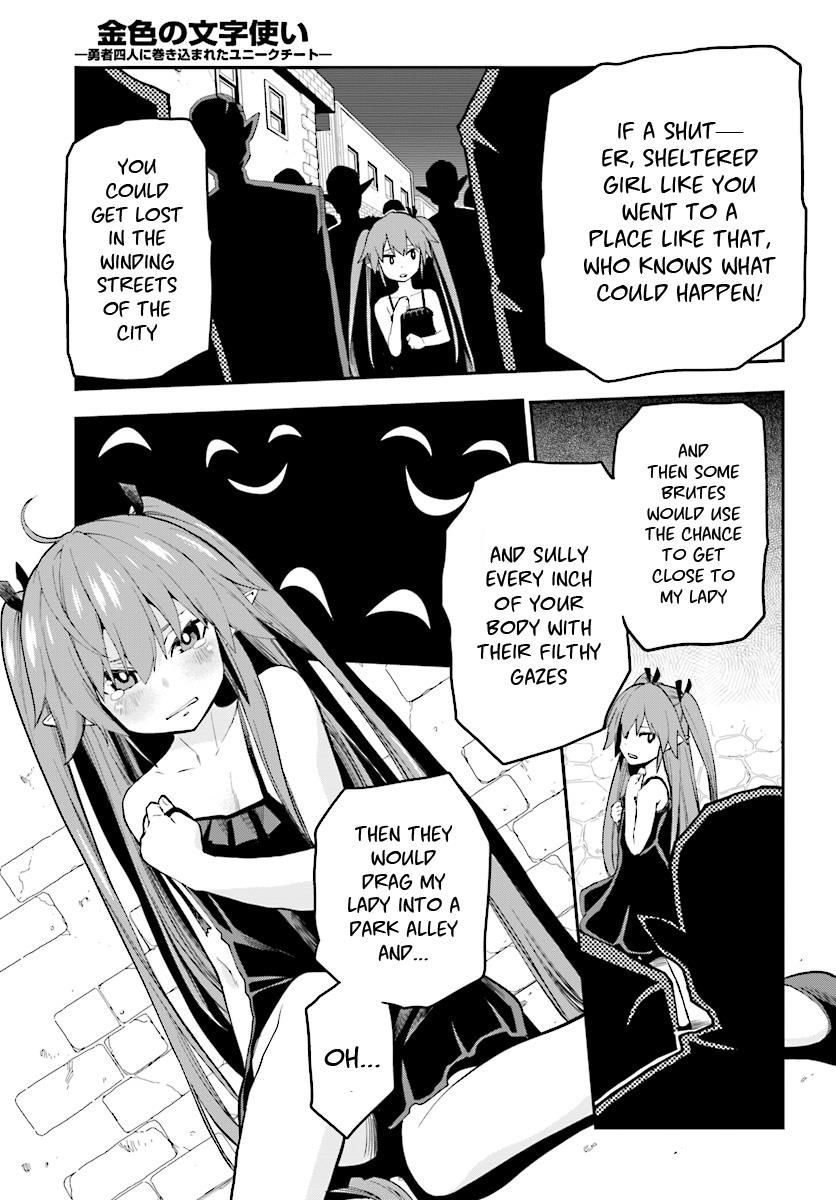 金色の文字使い
―勇者四人に巻き込まれたユニークチート―
IF A SHUT—
ER, SHELTERED
GIRL LIKE YOU
WENT TO A
PLACE LIKE THAT,
WHO KNOWS WHAT
COULD HAPPEN!
YOU
COULD
GET LOST
IN THE
WINDING
STREETS
OF THE
CITY
AND
THEN SOME
BRUTES
WOULD USE
THE CHANCE
TO GET
CLOSE TO
MY LADY
AND SULLY
EVERY INCH
OF YOUR
BODY WITH
THEIR FILTHY
GAZES
THEN THEY
WOULD
DRAG MY
LADY INTO A
DARK ALLEY
AND...
OH...